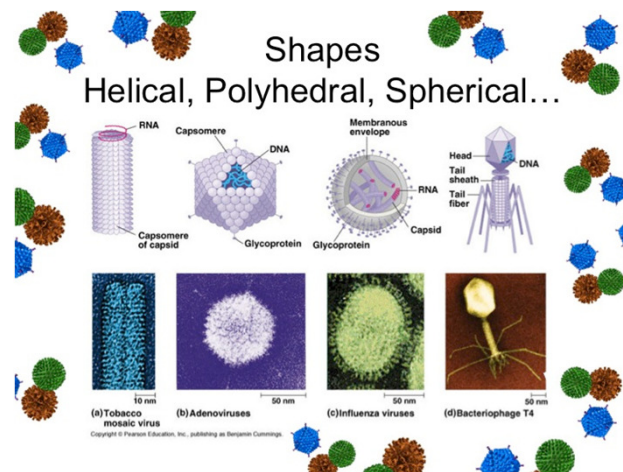 Shapes
Helical, Polyhedral, Spherical…
RNA
Capsomere
of capsid
Capsomere
DNA
Glycoprotein
Membranous
envelope
RNA
Capsid
Glycoprotein
Head
DNA
Tail
sheath
Tail
fiber
10 nm
50 nm
50 nm
50 nm
(a) Tobacco
mosaic virus
(b) Adenoviruses
(c) Influenza viruses
(d) Bacteriophage T4
Copyright © Pearson Education, Inc., publishing as Benjamin Cummings.